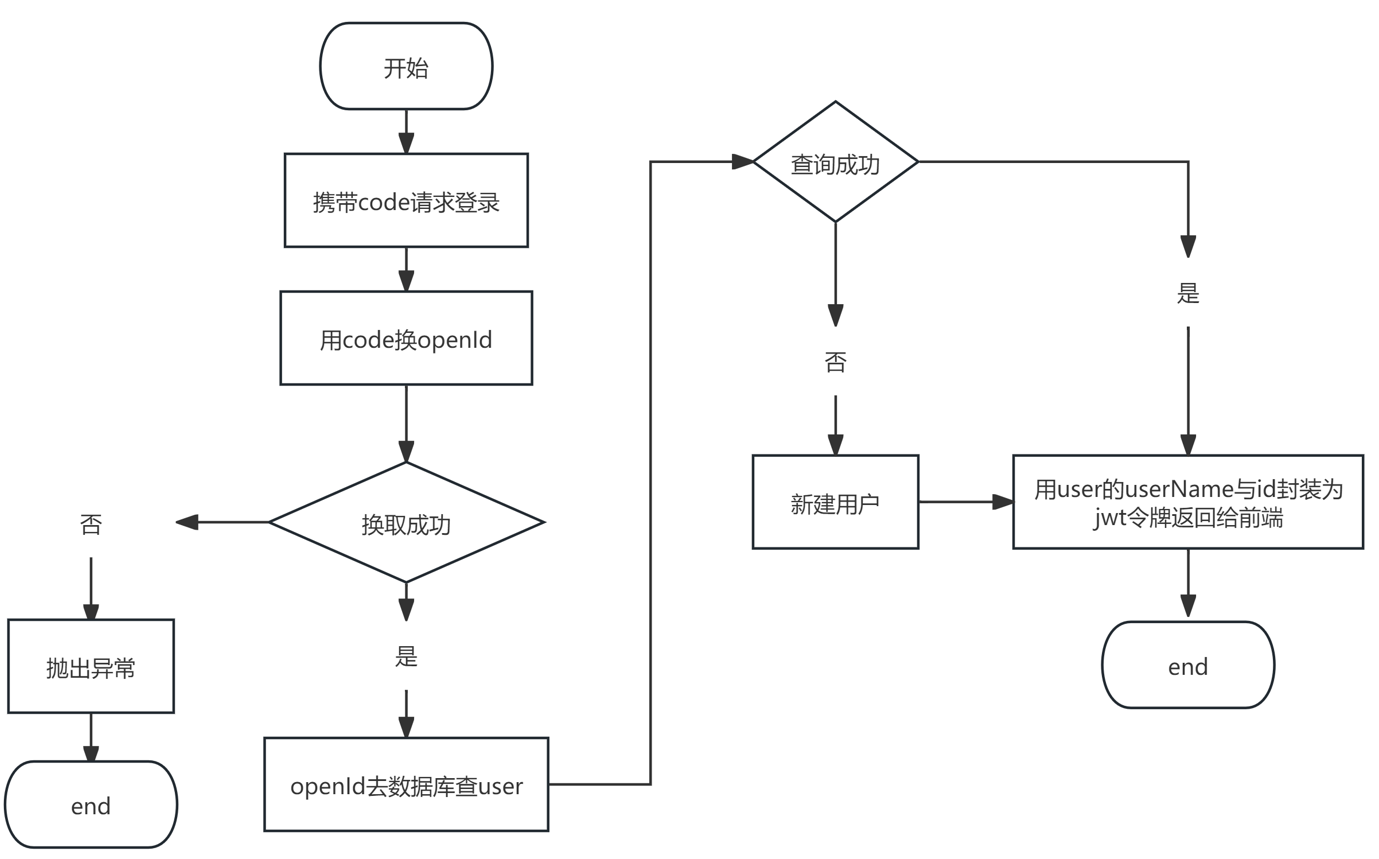 开始
携带code请求登录
用code换openId
换取成功
否
抛出异常
end
是
openId去数据库查user
查询成功
否
新建用户
是
用user的userName与id封装为
jwt令牌返回给前端
end